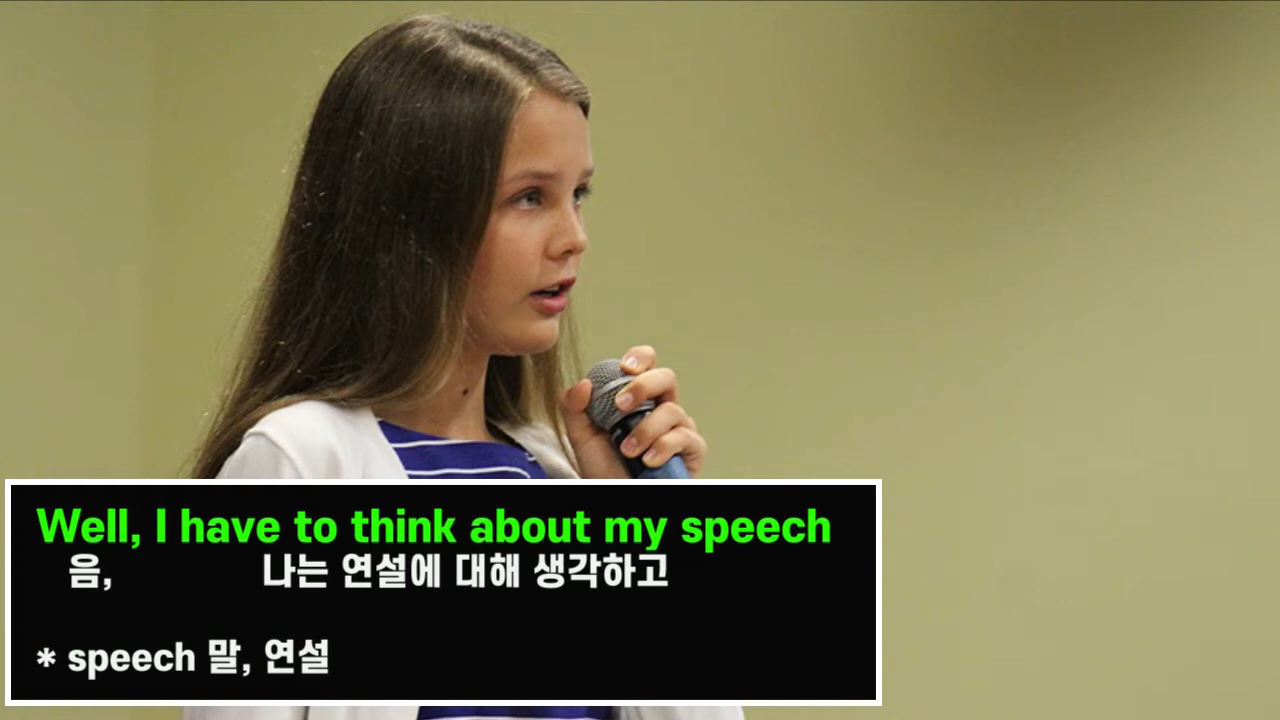 Well, I have to think about my speech
음, 나는 연설에 대해 생각하고
* speech 말, 연설